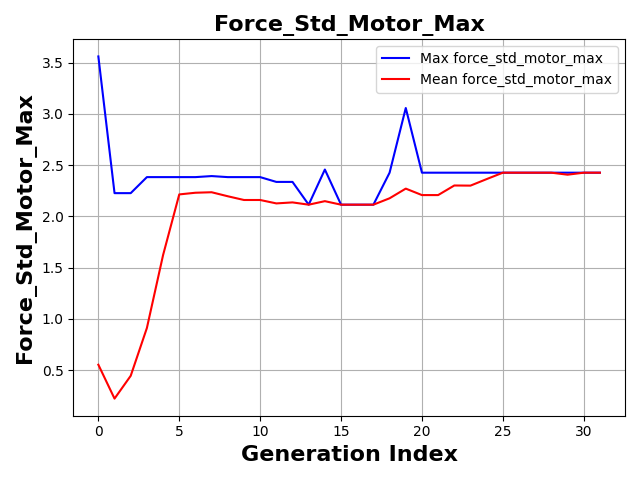 Force_Std_Motor_Max
Max force_std_motor_max
Mean force_std_motor_max
Force_Std_Motor_Max
3.5
3.0
2.5
2.0
1.5
1.0
0.5
0 5 10 15 20 25 30
Generation Index